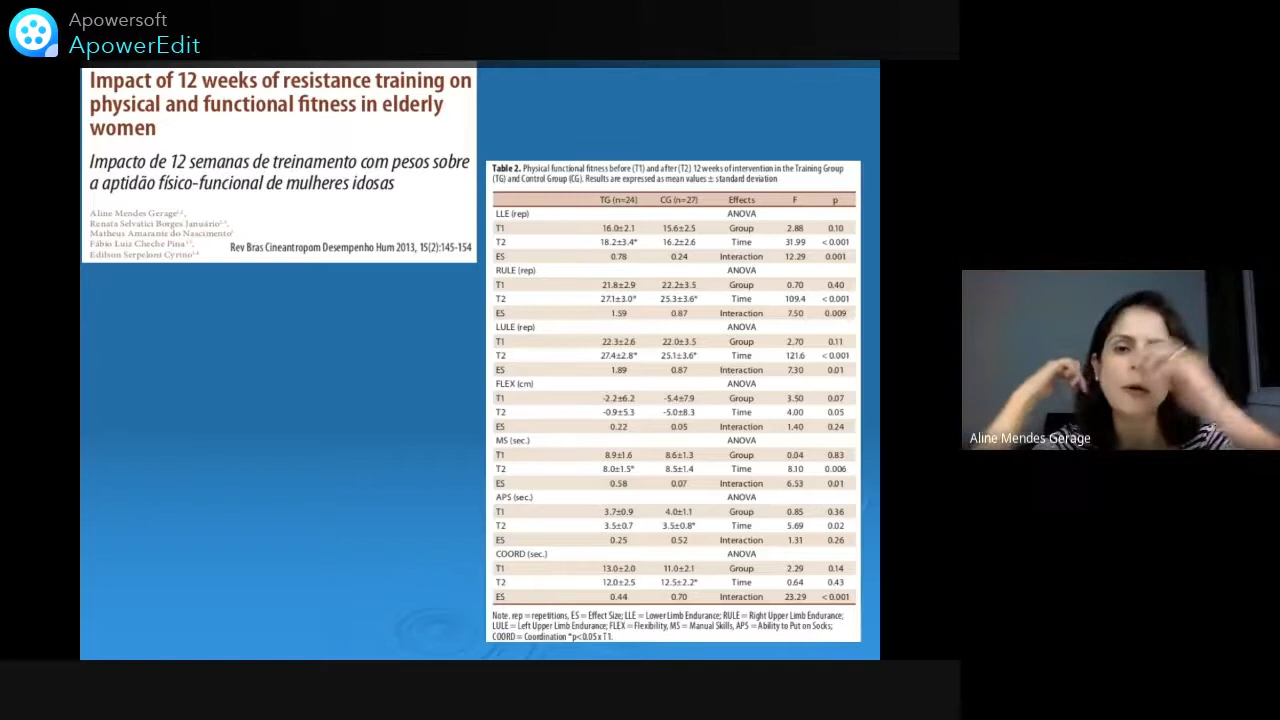 Apowersoft
ApowerEdit
Impact of 12 weeks of resistance training on
physical and functional fitness in elderly
women
Impacto de 12 semanas de treinamento com pesos sobre
a aptidão físico-funcional de mulheres idosas
Aline Mendes Gerage
Renata Selvatici Borges Januário
Matheus Amarante do Nascimento
Fábio Luiz Cheche Pina
Edilson Serpeloni Cyrino
Rev Bras Cineantropom Desempenho Hum 2013, 15(2):145-154
Table 2. Physical functional fitness before (T1) and after (T2) 12 weeks of intervention in the Training Group
(TG) and Control Group (CG). Results are expressed as mean values ± standard deviation
TG (n=24) CG (n=27) Effects F p
LLE (rep) ANOVA
T1 16.0±2.1 15.6±2.5 Group 2.88 0.10
T2 18.2±3.4* 16.2±2.6 Time 31.99 <0.001
ES 0.78 0.24 Interaction 12.29 0.001
RULE (rep) ANOVA
T1 21.8±2.9 22.2±3.5 Group 0.70 0.40
T2 27.1±3.0* 25.3±3.6* Time 109.4 <0.001
ES 1.59 0.87 Interaction 7.50 0.009
LULE (rep) ANOVA
T1 22.3±2.6 22.0±3.5 Group 2.70 0.11
T2 27.4±2.8* 25.1±3.6* Time 121.6 <0.001
ES 1.89 0.87 Interaction 7.30 0.01
FLEX (cm) ANOVA
T1 -2.2±6.2 -5.4±7.9 Group 3.50 0.07
T2 -0.9±5.3 -5.0±8.3 Time 4.00 0.05
ES 0.22 0.05 Interaction 1.40 0.24
MS (sec.) ANOVA
T1 8.9±1.6 8.6±1.3 Group 0.04 0.83
T2 8.0±1.5* 8.5±1.4 Time 8.10 0.006
ES 0.58 0.07 Interaction 6.53 0.01
APS (sec.) ANOVA
T1 3.7±0.9 4.0±1.1 Group 0.85 0.36
T2 3.5±0.7 3.5±0.8* Time 5.69 0.02
ES 0.25 0.52 Interaction 1.31 0.26
COORD (sec.) ANOVA
T1 13.0±2.0 11.0±2.1 Group 2.29 0.14
T2 12.0±2.5 12.5±2.2* Time 0.64 0.43
ES 0.44 0.70 Interaction 23.29 <0.001
Note. rep = repetitions, ES = Effect Size; LLE = Lower Limb Endurance; RULE = Right Upper Limb Endurance;
LULE = Left Upper Limb Endurance; FLEX = Flexibility, MS = Manual Skills, APS = Ability to Put on Socks;
COORD = Coordination *p<0.05 x T1.
Aline Mendes Gerage